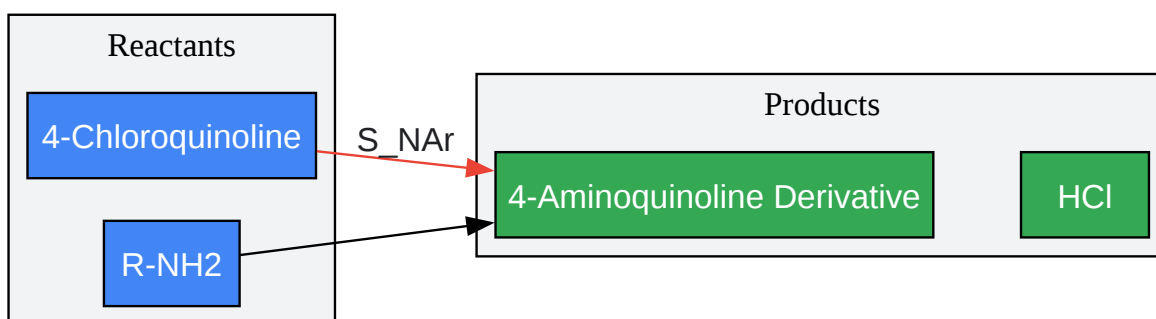 Reactants
4-Chloroquinoline
R-NH2
S_NAr
Products
4-Aminoquinoline Derivative
HCl